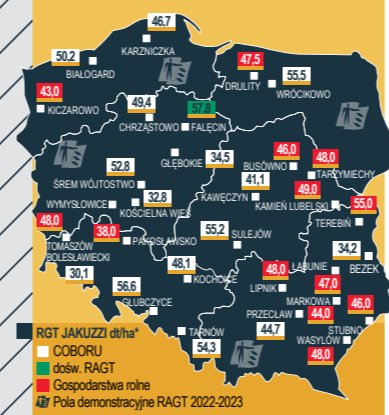 46,7
KARZNICZKA
50,2
BIAŁOGARD
47,5
DRULITY
55,5
WRÓCIKOWO
43,0
KICZAROWO
49,4
CHRZĄSTOWO
57,8
FALĘCIN
GŁĘBOKIE
34,5
46,0
BUSÓWNO
48,0
TARZYMIECHY
52,8
ŚREM WÓJTOSTWO
41,1
KAWĘCZYN
49,0
KAMIEŃ LUBELSKI
WYMYSŁOWICE
32,8
KOŚCIELNA WIEŚ
55,0
TEREBIŃ
48,0
TOMASZÓW
BOLESŁAWIECKI
38,0
PAKOSŁAWSKO
55,2
SULEJÓW
34,2
BEZEK
30,1
56,6
GŁUBCZYCE
48,1
KOCHCICE
48,0
LIPNIK
ŁABUNIE
47,0
MARKOWA
46,0
STUBNO
PRZECŁAW
44,0
44,7
WASYLÓW
48,0
TARNÓW
54,3
RGT JAKUZZI dt/ha*
COBORU
dośw. RAGT
Gospodarstwa rolne
Pola demonstracyjne RAGT 2022-2023